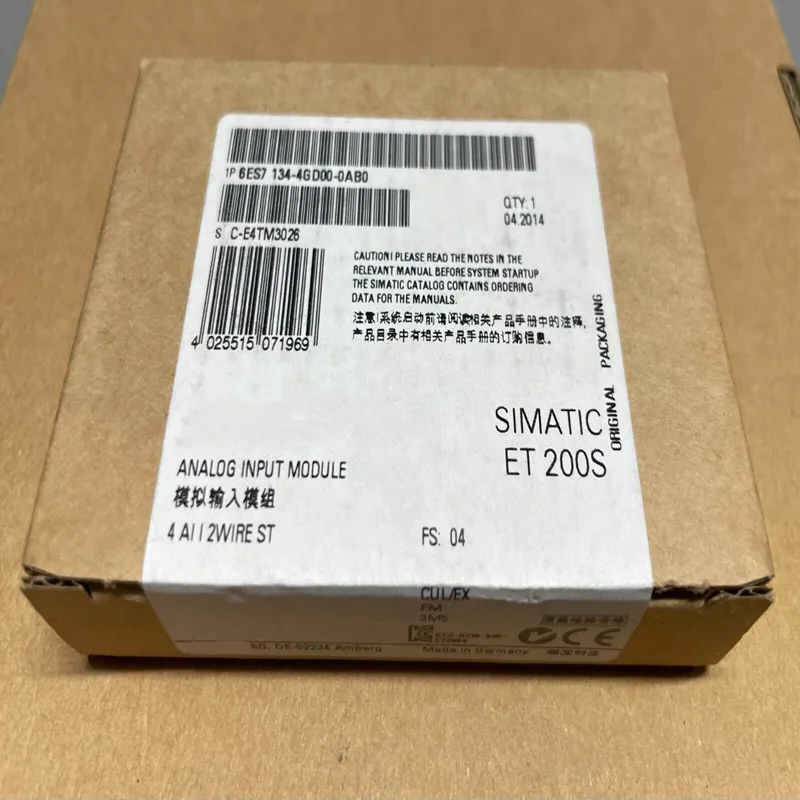 1P 6ES7 134-4GD00-0AB0
QTY: 1
04.2014
S C-E4TM3026
4 025515 071969
CAUTION! PLEASE READ THE NOTES IN THE
RELEVANT MANUAL BEFORE SYSTEM STARTUP
THE SIMATIC CATALOG CONTAINS ORDERING
DATA FOR THE MANUALS.
注意!系统启动前请阅读相关产品手册中的注释,
产品目录中有相关产品手册的订购信息。
ORIGINAL PACKAGING
SIMATIC
ET 200S
ANALOG INPUT MODULE
模拟输入模组
4 AI I 2WIRE ST
FS: 04
FM
CE
Made in Germany